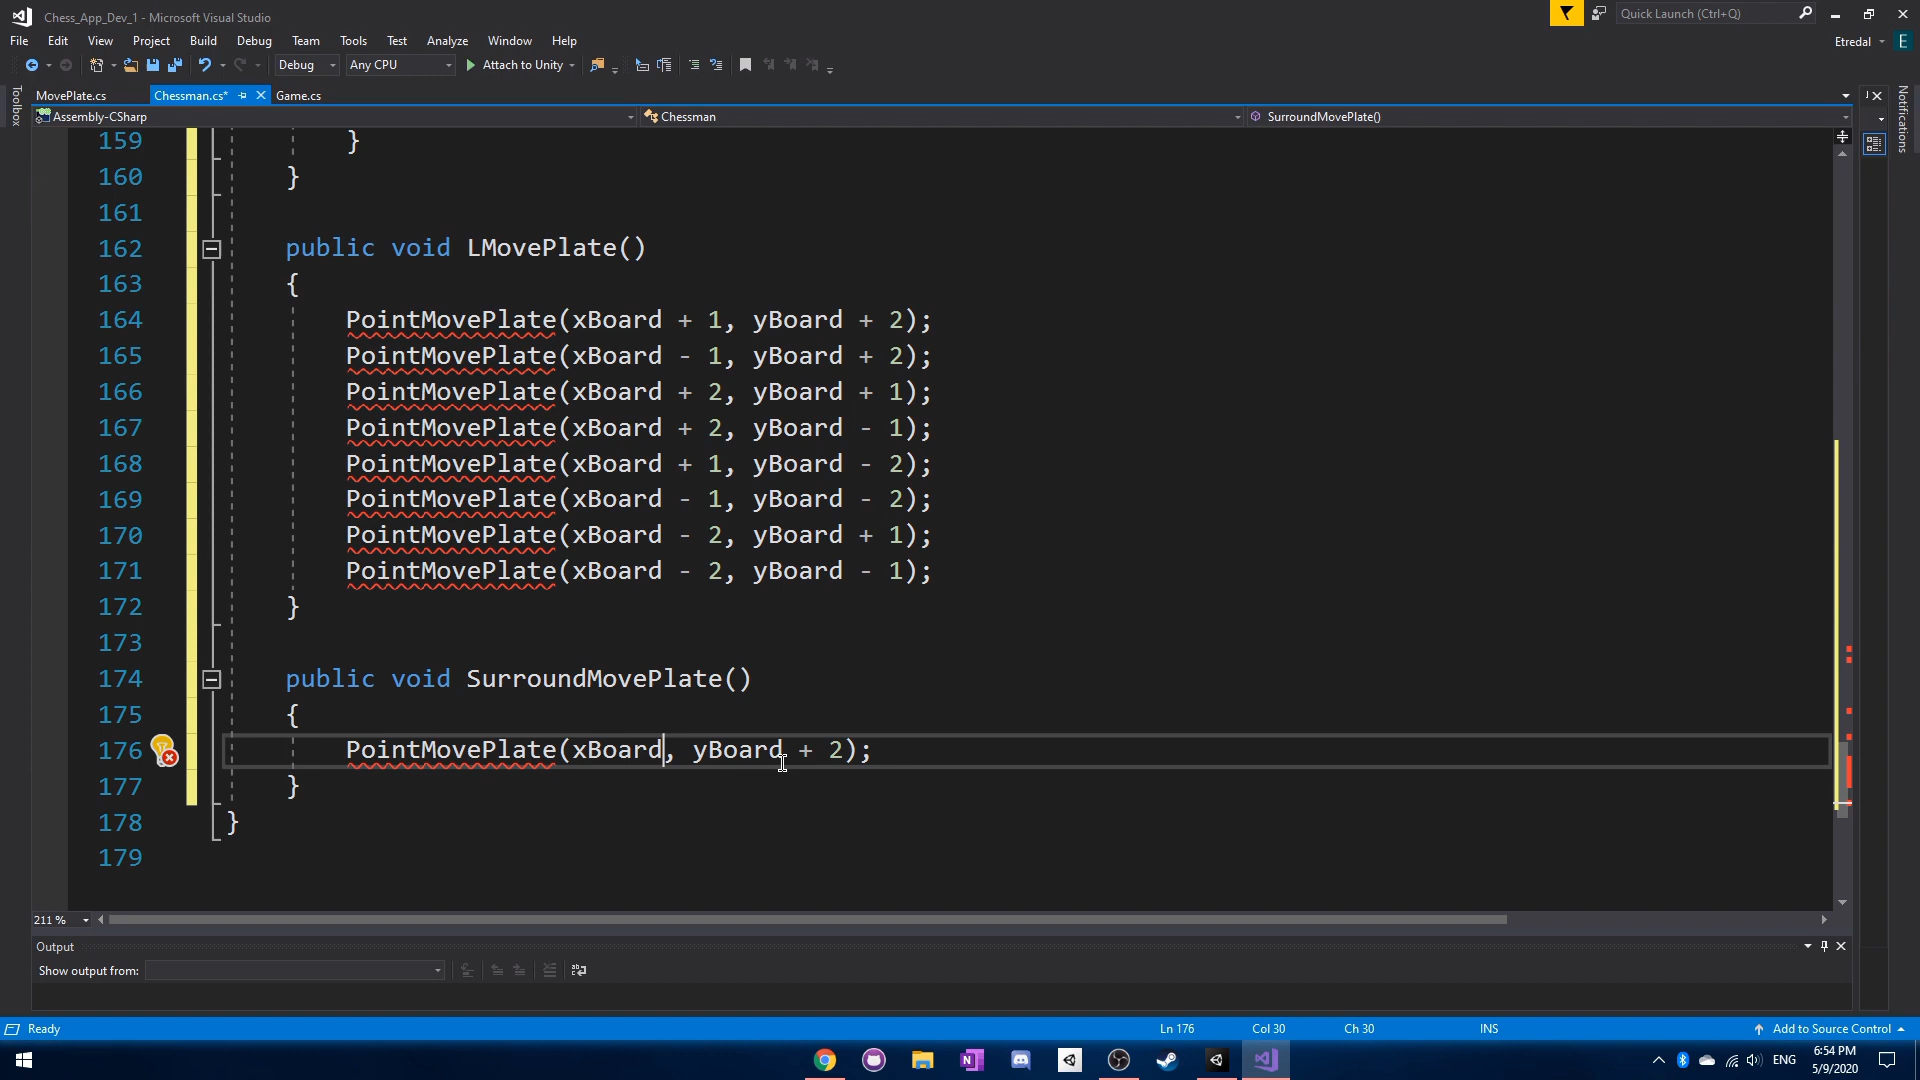 Chess_App_Dev_1 - Microsoft Visual Studio
Quick Launch (Ctrl+Q)
File Edit View Project Build Debug Team Tools Test Analyze Window Help
Etredal E
Debug Any CPU Attach to Unity
MovePlate.cs Chessman.cs* Game.cs
Toolbox
Notifications
Assembly-CSharp Chessman SurroundMovePlate()
159 }
160 }
161
162 public void LMovePlate()
163 {
164 PointMovePlate(xBoard + 1, yBoard + 2);
165 PointMovePlate(xBoard - 1, yBoard + 2);
166 PointMovePlate(xBoard + 2, yBoard + 1);
167 PointMovePlate(xBoard + 2, yBoard - 1);
168 PointMovePlate(xBoard + 1, yBoard - 2);
169 PointMovePlate(xBoard - 1, yBoard - 2);
170 PointMovePlate(xBoard - 2, yBoard + 1);
171 PointMovePlate(xBoard - 2, yBoard - 1);
172 }
173
174 public void SurroundMovePlate()
175 {
176 PointMovePlate(xBoard, yBoard + 2);
177 }
178 }
179
211 %
Output
Show output from:
Ready Ln 176 Col 30 Ch 30 INS Add to Source Control
ENG 6:54 PM
5/9/2020